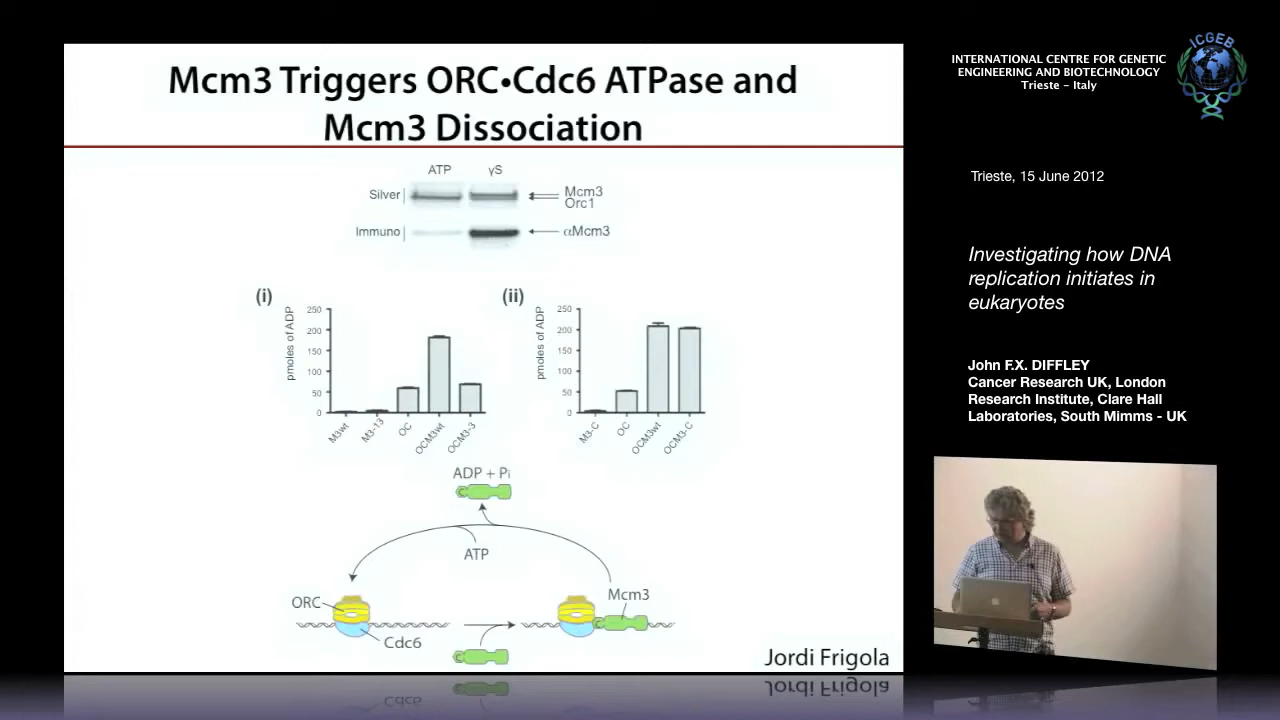 Mcm3 Triggers ORC•Cdc6 ATPase and
Mcm3 Dissociation
ATP γS
Silver
Mcm3
Orc1
Immuno
αMcm3
(i)
pmoles of ADP
250
200
150
100
50
0
M3wt
M3-13
OC
OCM3wt
OCM3-3
(ii)
pmoles of ADP
250
200
150
100
50
0
M3-C
OC
OCM3wt
OCM3-C
ADP + Pi
ATP
ORC
Cdc6
Mcm3
Jordi Frigola
INTERNATIONAL CENTRE FOR GENETIC
ENGINEERING AND BIOTECHNOLOGY
Trieste - Italy
ICGEB
Trieste, 15 June 2012
Investigating how DNA
replication initiates in
eukaryotes
John F.X. DIFFLEY
Cancer Research UK, London
Research Institute, Clare Hall
Laboratories, South Mimms - UK